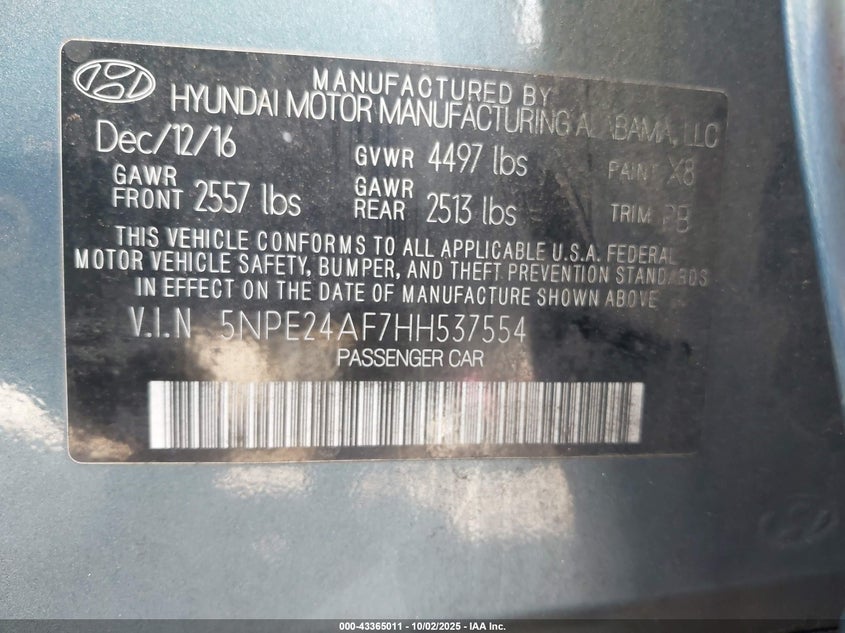 MANUFACTURED BY
HYUNDAI MOTOR MANUFACTURING ALABAMA, LLC
Dec/12/16 GVWR 4497 lbs PAINT X8
GAWR FRONT 2557 lbs GAWR REAR 2513 lbs TRIM PB
THIS VEHICLE CONFORMS TO ALL APPLICABLE U.S.A. FEDERAL
MOTOR VEHICLE SAFETY, BUMPER, AND THEFT PREVENTION STANDARDS
IN EFFECT ON THE DATE OF MANUFACTURE SHOWN ABOVE
V.I.N 5NPE24AF7HH537554
PASSENGER CAR
000-43365011 - 10/02/2025 - IAA Inc.